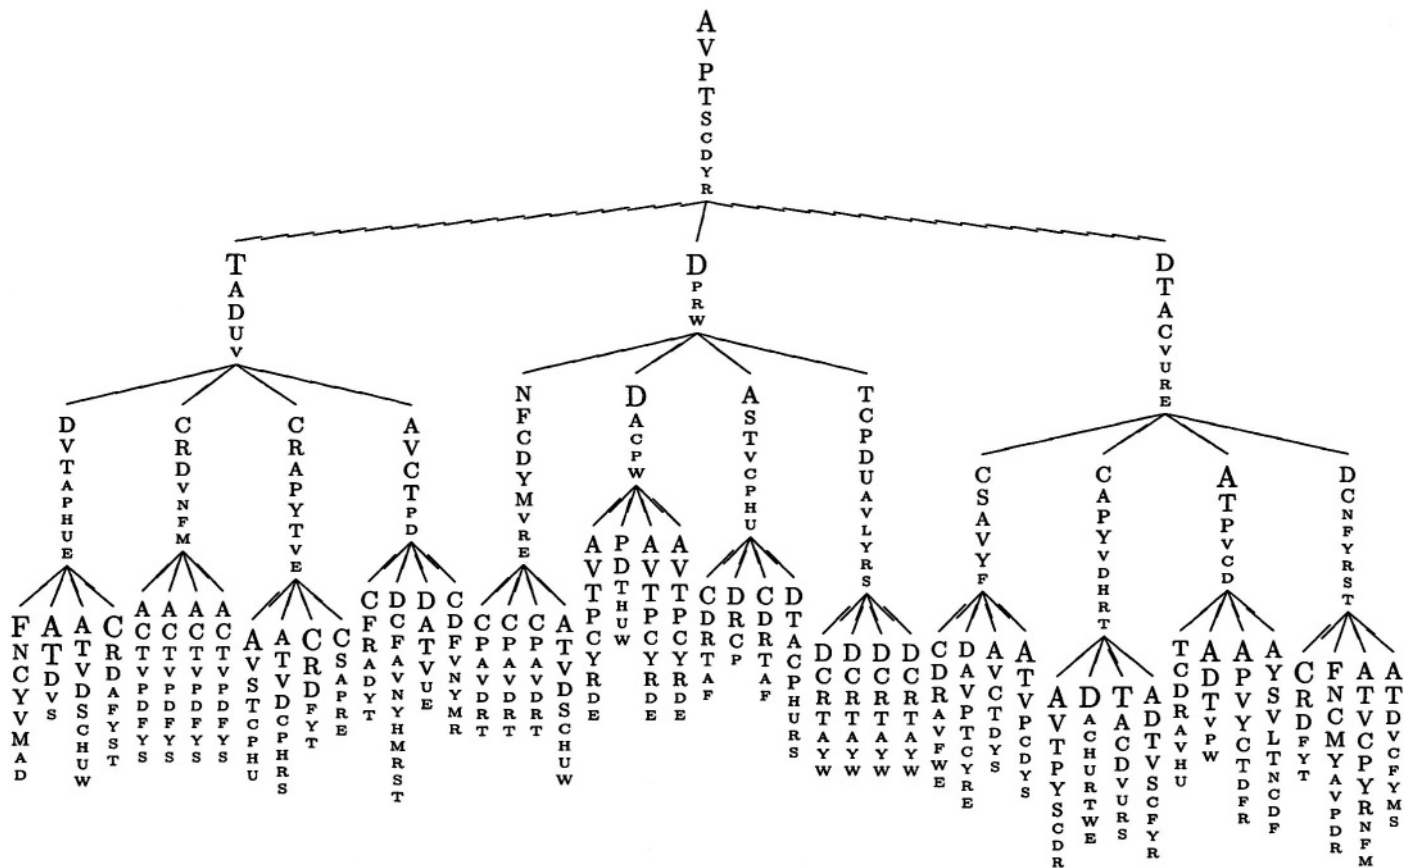 AVPTSCDYR
TADUV
DPRW
DTACVURE
DVTAPHUE
CRDVNFM
CRAPYTVE
AVCTPD
NFCDYMVRE
DACPW
ASTVCPHU
TCPDUAVLYRS
CSAVYF
CAPYVDHRT
ATPVCD
DCNFYRST
FNCYVMAD
ATDVS
ATVDSCHUW
CRDAFYST
ACTVPDFYS
ACTVPDFYS
ACTVPDFYS
ACTVPDFYS
AVSTCPHU
ATVDCPHRS
CRDFYT
CSAPRE
CFRADYT
DCFAVNYHMRST
DATVUE
CDFVNYMR
CPAVDRT
CPAVDRT
CPAVDRT
ATVDSCHUW
AVTPCYRDE
PDTHUW
AVTPCYRDE
AVTPCYRDE
CDRTAF
DRCP
CDRTAF
DTACPHURS
DCRTAYW
DCRTAYW
DCRTAYW
DCRTAYW
CDRAVFWE
DAVPTCYRE
AVCTDYS
ATVPCDYS
AVTPYSCDR
DACHURTWE
TACDVURS
ADTVSCFYR
TCDRAVHU
ADTVPW
APVYCTDFR
AYSVLTNCDF
CRDFYT
FNCMYAVPDR
ATVCPYRNFM
ATDVCFYMS